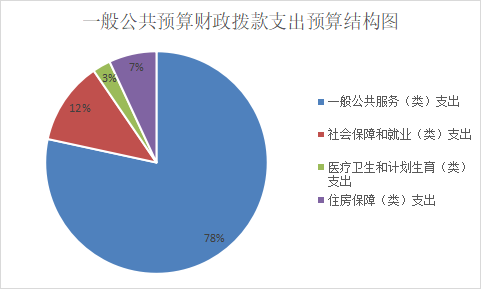 一般公共预算财政拨款支出预算结构图
7%
3%
12%
78%
一般公共服务（类）支出
社会保障和就业（类）支出
医疗卫生和计划生育（类）
支出
住房保障（类）支出